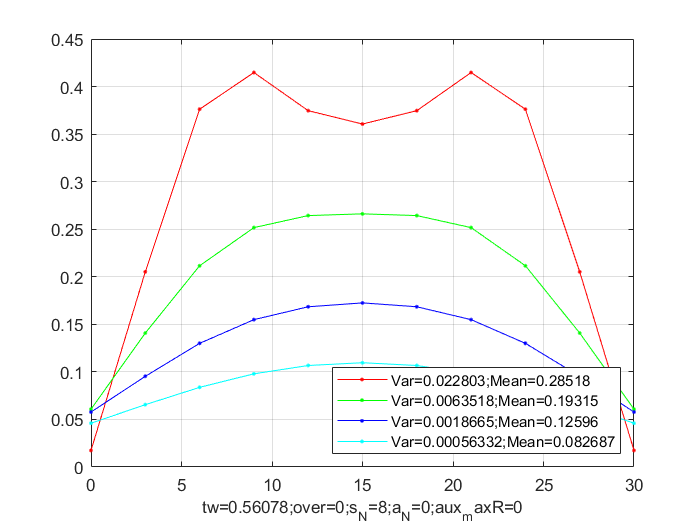 0.45
0.4
0.35
0.3
0.25
0.2
0.15
0.1
0.05
0
0 5 10 15 20 25 30
Var=0.022803;Mean=0.28518
Var=0.0063518;Mean=0.19315
Var=0.0018665;Mean=0.12596
Var=0.00056332;Mean=0.082687
tw=0.56078;over=0;s_N=8;a_N=0;aux_maxR=0